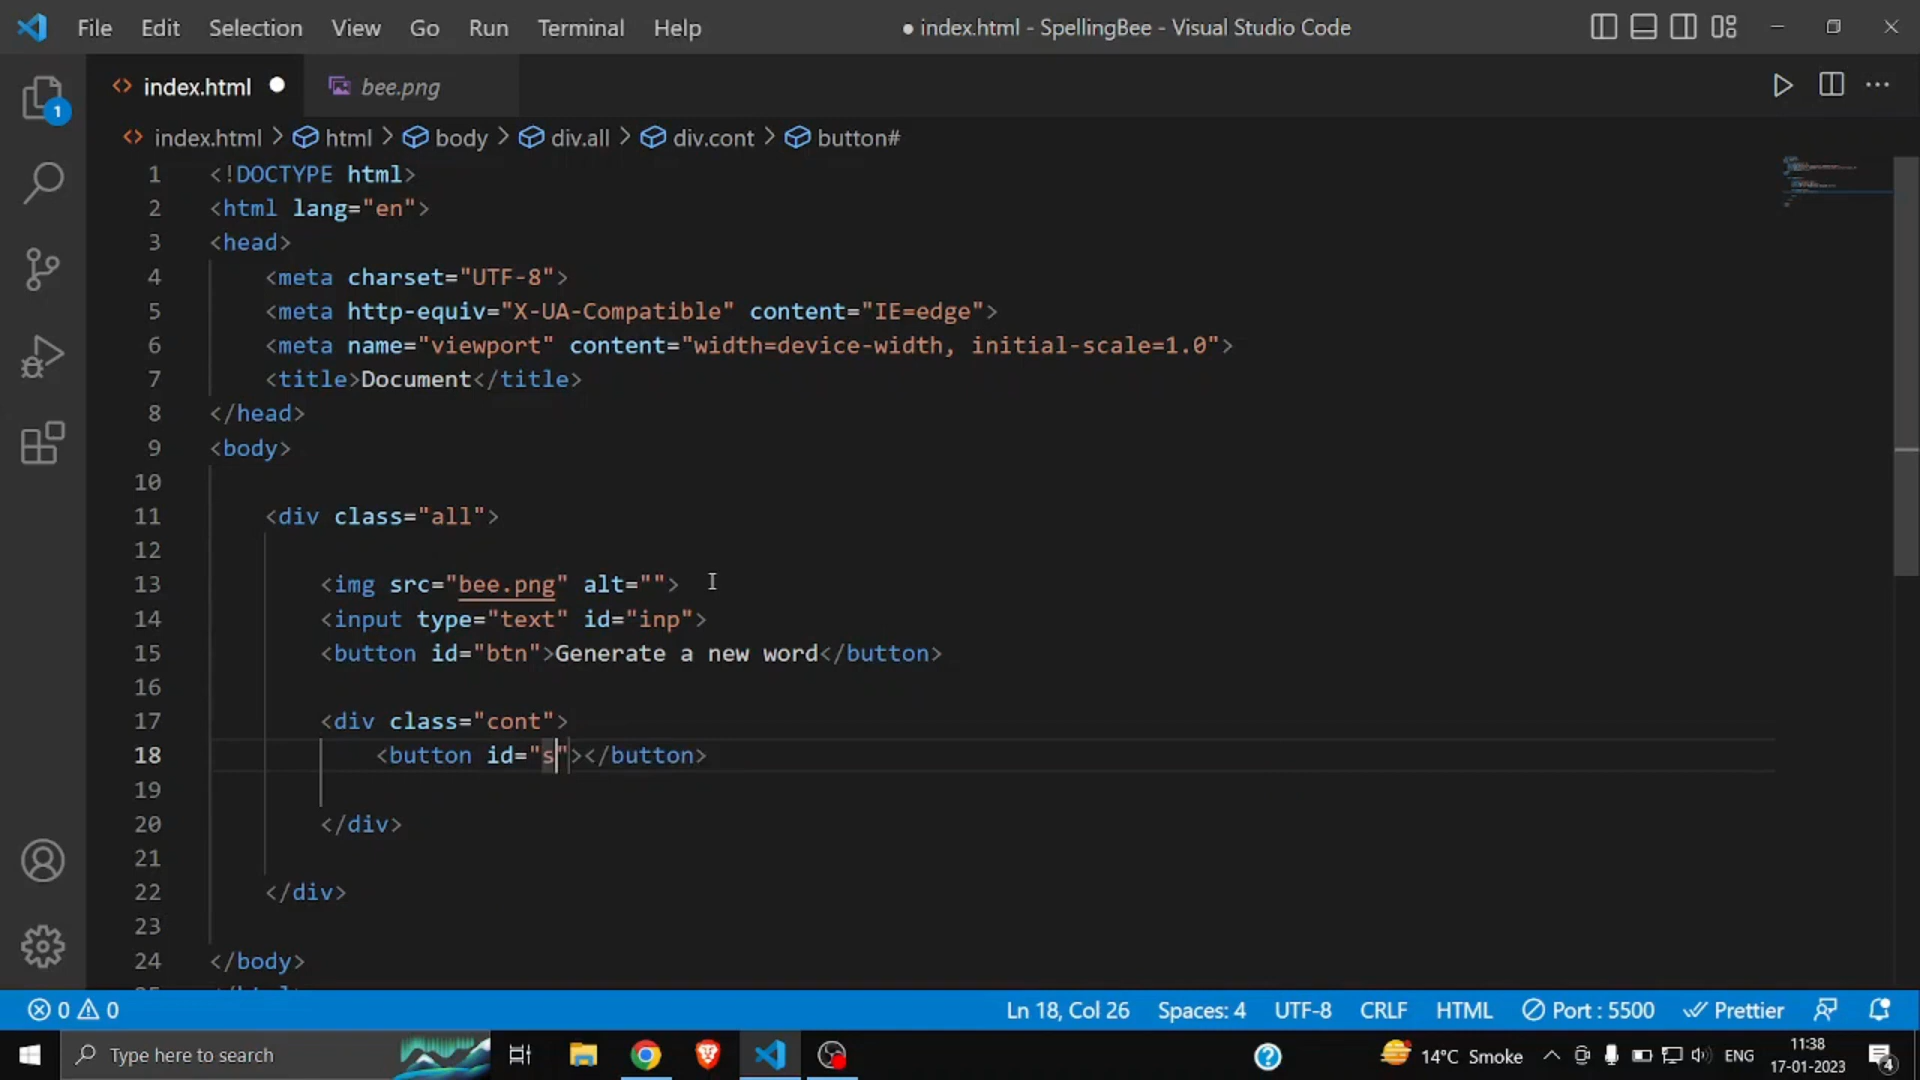 File Edit Selection View Go Run Terminal Help ● index.html - SpellingBee - Visual Studio Code
index.html ● bee.png
index.html > html > body > div.all > div.cont > button#
1 <!DOCTYPE html>
2 <html lang="en">
3 <head>
4 <meta charset="UTF-8">
5 <meta http-equiv="X-UA-Compatible" content="IE=edge">
6 <meta name="viewport" content="width=device-width, initial-scale=1.0">
7 <title>Document</title>
8 </head>
9 <body>
10
11 <div class="all">
12
13 <img src="bee.png" alt="">
14 <input type="text" id="inp">
15 <button id="btn">Generate a new word</button>
16
17 <div class="cont">
18 <button id="s"></button>
19
20 </div>
21
22 </div>
23
24 </body>
1
0 0 Ln 18, Col 26 Spaces: 4 UTF-8 CRLF HTML Port : 5500 Prettier
Type here to search 14°C Smoke ENG 11:38
17-01-2023 4